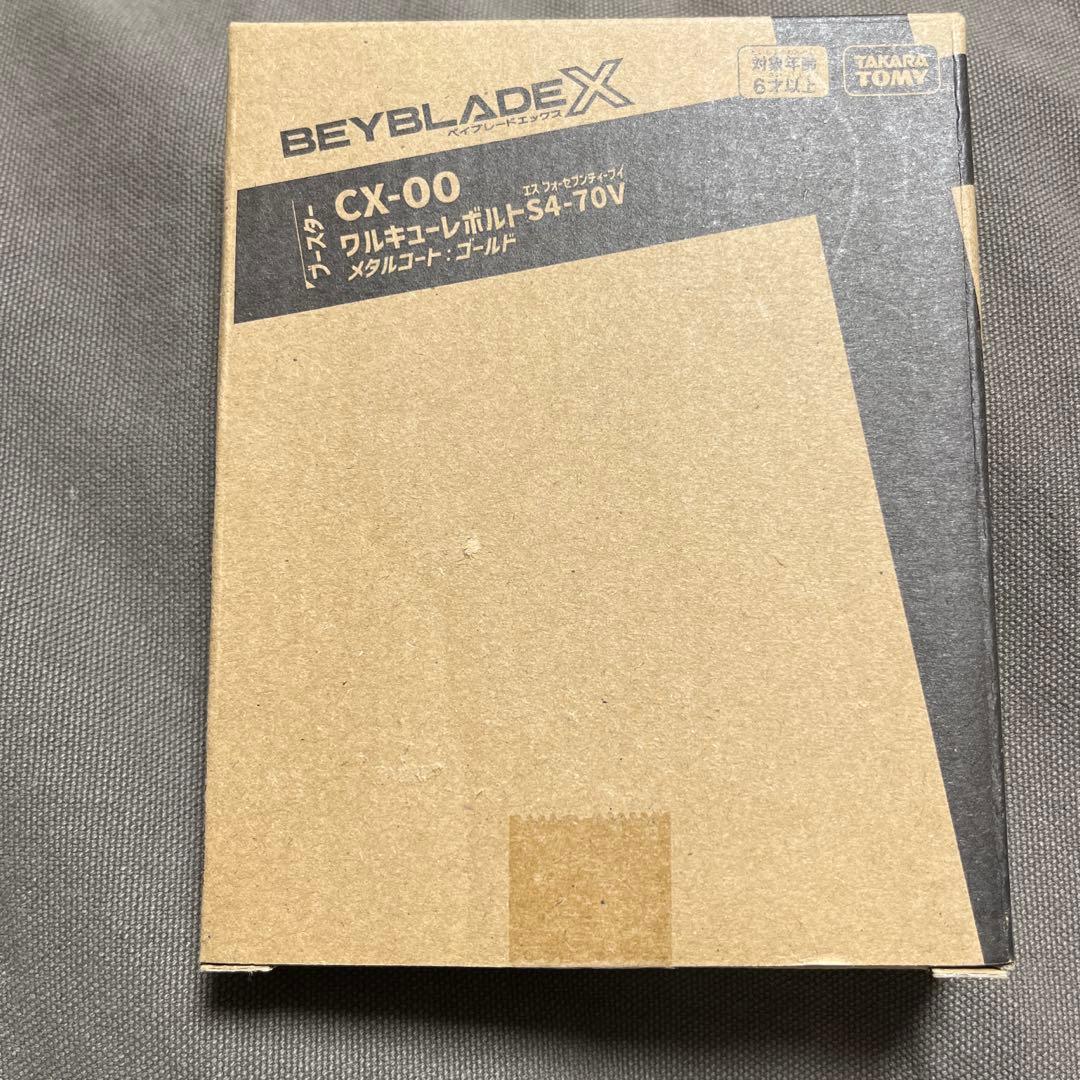 対象年齢
6才以上
TAKARA
TOMY
BEYBLADE X
ベイブレードエックス
ブースター
CX-00
エス フォーセブンティーブイ
ワルキューレボルトS4-70V
メタルコート:ゴールド